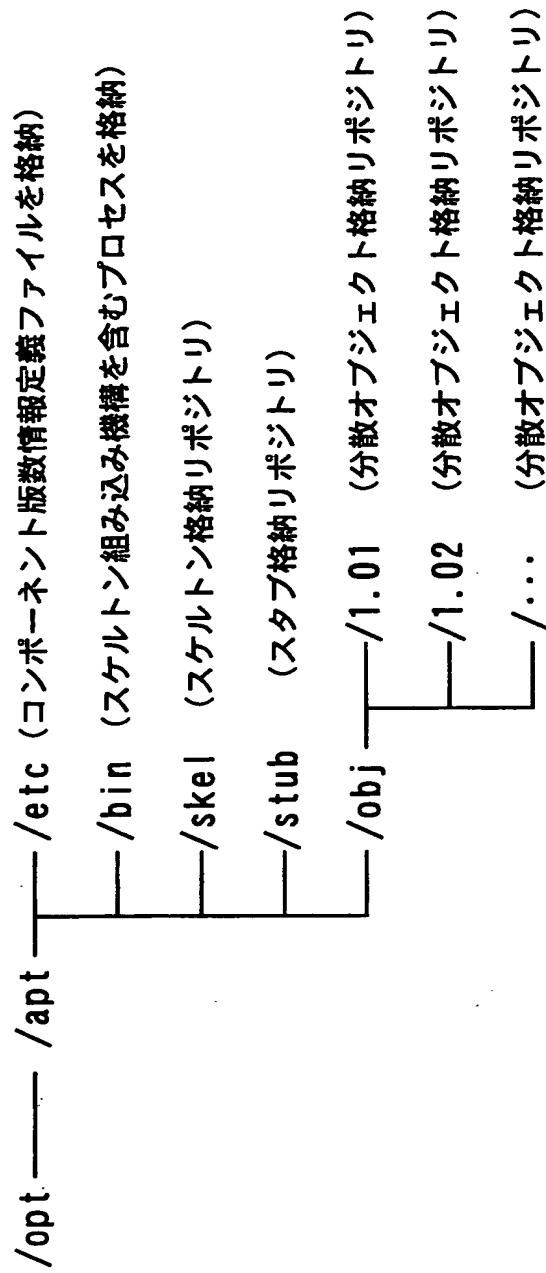 /opt /apt /etc (コンポーネント版数情報定義ファイルを格納)
/bin (スケルトン組み込み機構を含むプロセスを格納)
/skel (スケルトン格納リポジトリ)
/stub (スタブ格納リポジトリ)
/obj /1.01 (分散オブジェクト格納リポジトリ)
/1.02 (分散オブジェクト格納リポジトリ)
/... (分散オブジェクト格納リポジトリ)